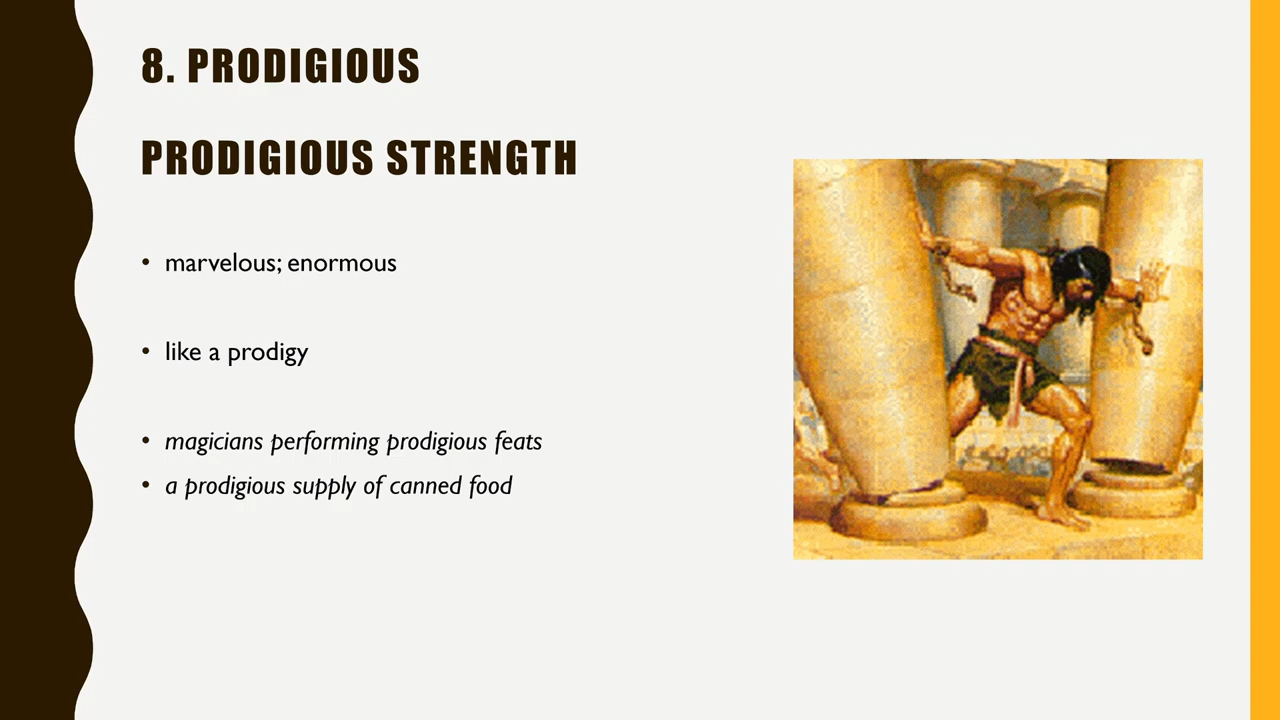 8. PRODIGIOUS
PRODIGIOUS STRENGTH
• marvelous; enormous
• like a prodigy
• magicians performing prodigious feats
• a prodigious supply of canned food